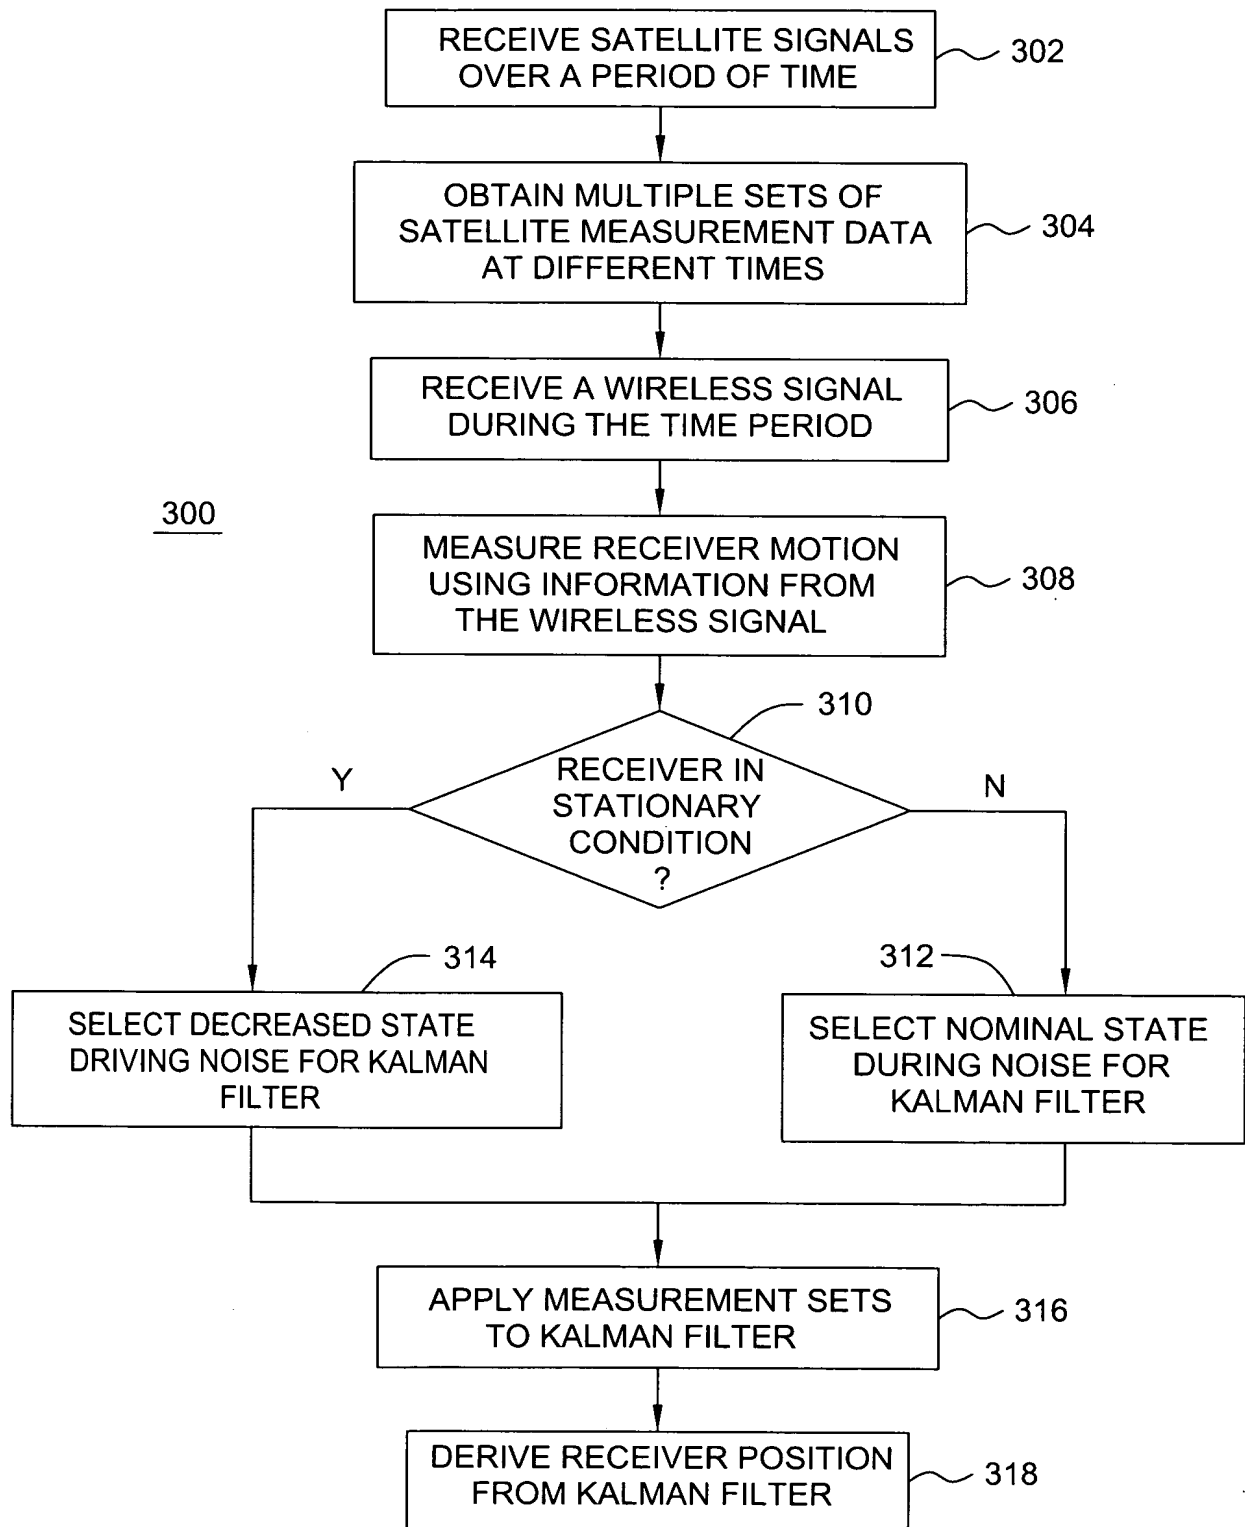 RECEIVE SATELLITE SIGNALS
OVER A PERIOD OF TIME
302
OBTAIN MULTIPLE SETS OF
SATELLITE MEASUREMENT DATA
AT DIFFERENT TIMES
304
RECEIVE A WIRELESS SIGNAL
DURING THE TIME PERIOD
306
300
MEASURE RECEIVER MOTION
USING INFORMATION FROM
THE WIRELESS SIGNAL
308
310
RECEIVER IN
STATIONARY
CONDITION
?
Y
N
314
SELECT DECREASED STATE
DRIVING NOISE FOR KALMAN
FILTER
312
SELECT NOMINAL STATE
DURING NOISE FOR
KALMAN FILTER
APPLY MEASUREMENT SETS
TO KALMAN FILTER
316
DERIVE RECEIVER POSITION
FROM KALMAN FILTER
318